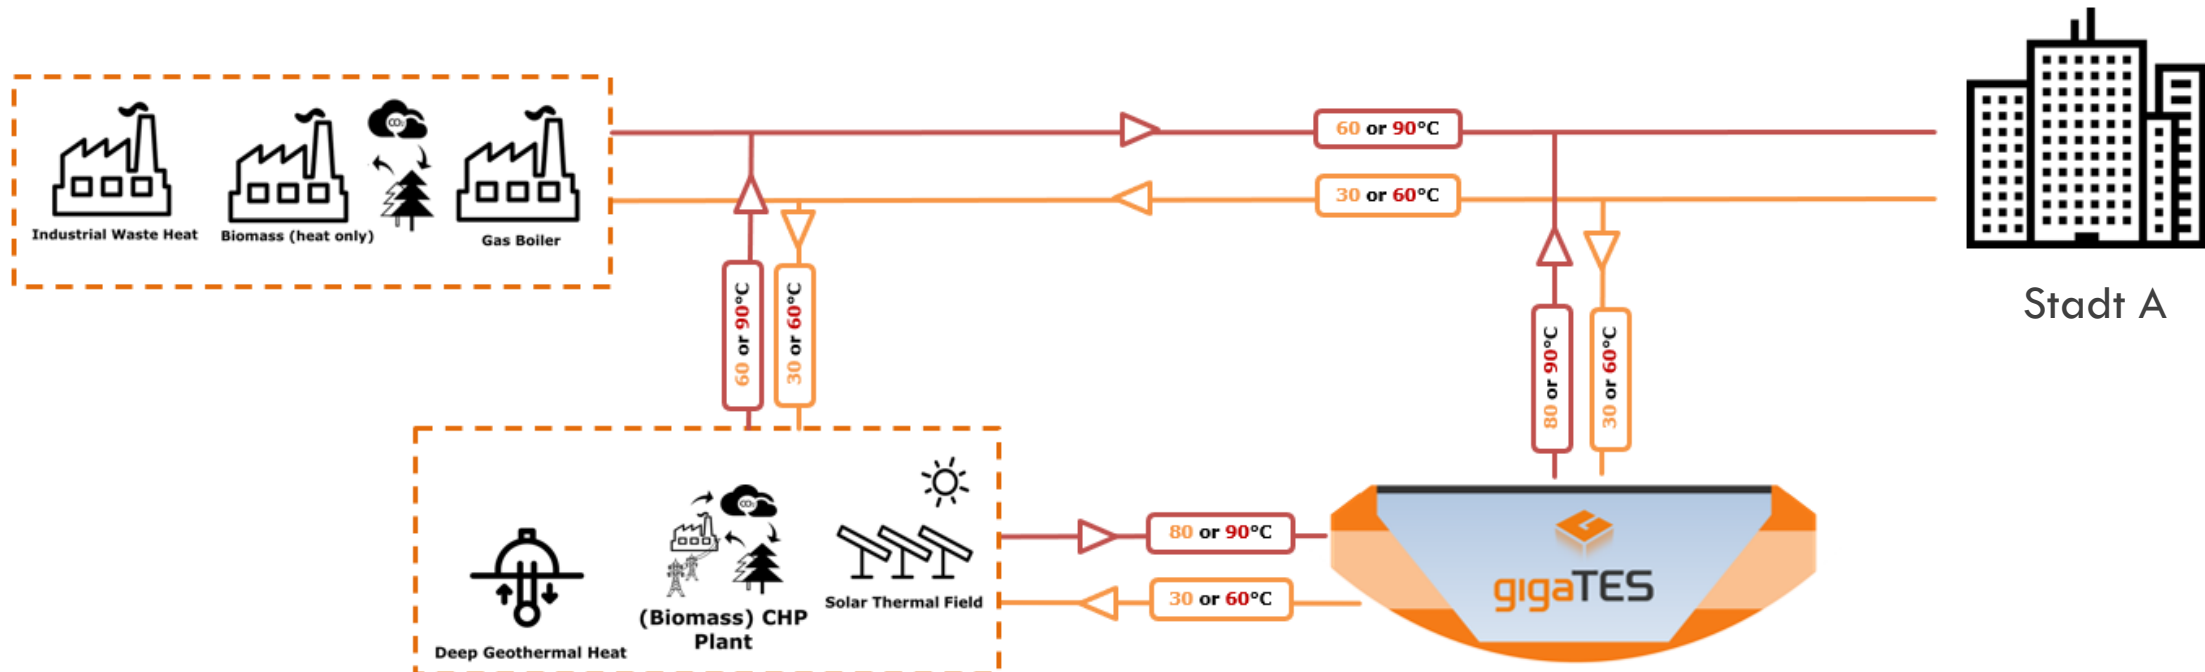 60 or 90°C
30 or 60°C
CO₂
Industrial Waste Heat
Biomass (heat only)
Gas Boiler
Stadt A
60 or 90°C
30 or 60°C
80 or 90°C
30 or 60°C
CO₂
80 or 90°C
30 or 60°C
gigaTES
Solar Thermal Field
(Biomass) CHP
Plant
Deep Geothermal Heat